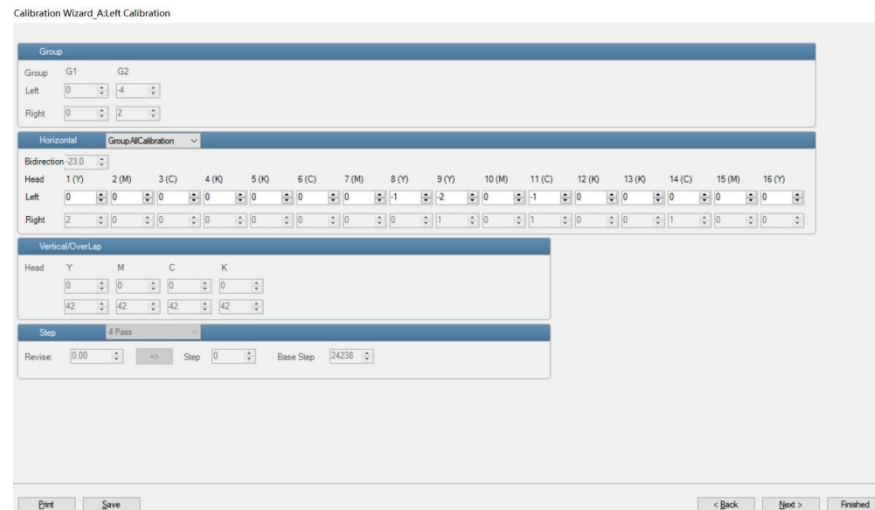 Calibration Wizard_A:Left Calibration
Group
Group G1 G2
Left 0 -4
Right 0 2
Horizontal GroupAllCalibration
Bidirection -23.0
Head 1 (Y) 2 (M) 3 (C) 4 (K) 5 (K) 6 (C) 7 (M) 8 (Y) 9 (Y) 10 (M) 11 (C) 12 (K) 13 (K) 14 (C) 15 (M) 16 (Y)
Left 0 0 0 0 0 0 0 -1 -2 0 -1 0 0 0 0 0
Right 2 0 0 0 0 0 0 0 1 0 1 0 0 1 0 0
Vertical/OverLap
Head Y M C K
0 0 0 0
42 42 42 42
Step 4 Pass
Revise: 0.00 => Step 0 Base Step 24238
Print Save < Back Next > Finished